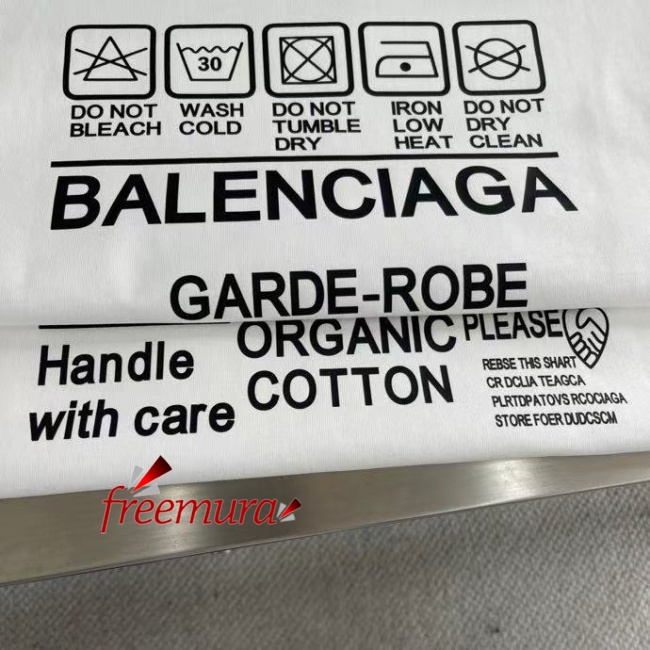 30
DO NOT BLEACH
WASH COLD
DO NOT TUMBLE DRY
IRON LOW HEAT
DO NOT DRY CLEAN
BALENCIAGA
GARDE-ROBE
Handle with care
ORGANIC COTTON
PLEASE
REBSE THIS SHART
CR DCLIA TEAGCA
PLRTDPATOVS RCOCIAGA
STORE FOER DUDCSCM
freemura